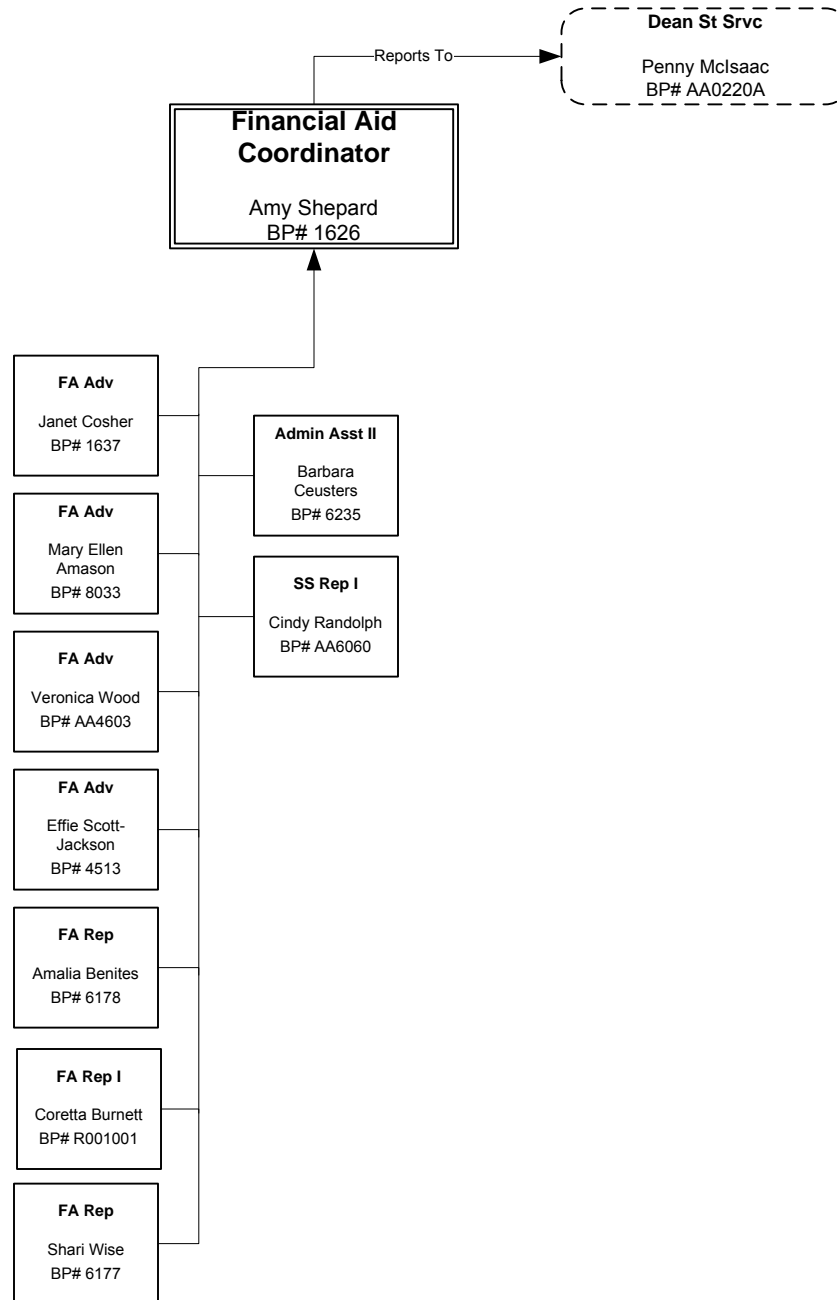 Dean St Srvc
Penny McIsaac
BP# AA0220A
Reports To
Financial Aid
Coordinator
Amy Shepard
BP# 1626
FA Adv
Janet Cosher
BP# 1637
FA Adv
Mary Ellen
Amason
BP# 8033
FA Adv
Veronica Wood
BP# AA4603
FA Adv
Effie Scott-
Jackson
BP# 4513
FA Rep
Amalia Benites
BP# 6178
FA Rep I
Coretta Burnett
BP# R001001
FA Rep
Shari Wise
BP# 6177
Admin Asst II
Barbara
Ceusters
BP# 6235
SS Rep I
Cindy Randolph
BP# AA6060